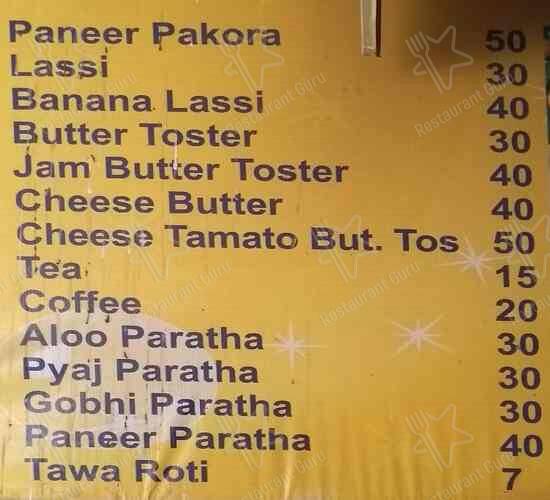 Paneer Pakora 50
Lassi 30
Banana Lassi 40
Butter Toster 30
Jam Butter Toster 40
Cheese Butter 40
Cheese Tamato But. Tos 50
Tea 15
Coffee 20
Aloo Paratha 30
Pyaj Paratha 30
Gobhi Paratha 30
Paneer Paratha 40
Tawa Roti 7
Restaurant Guru